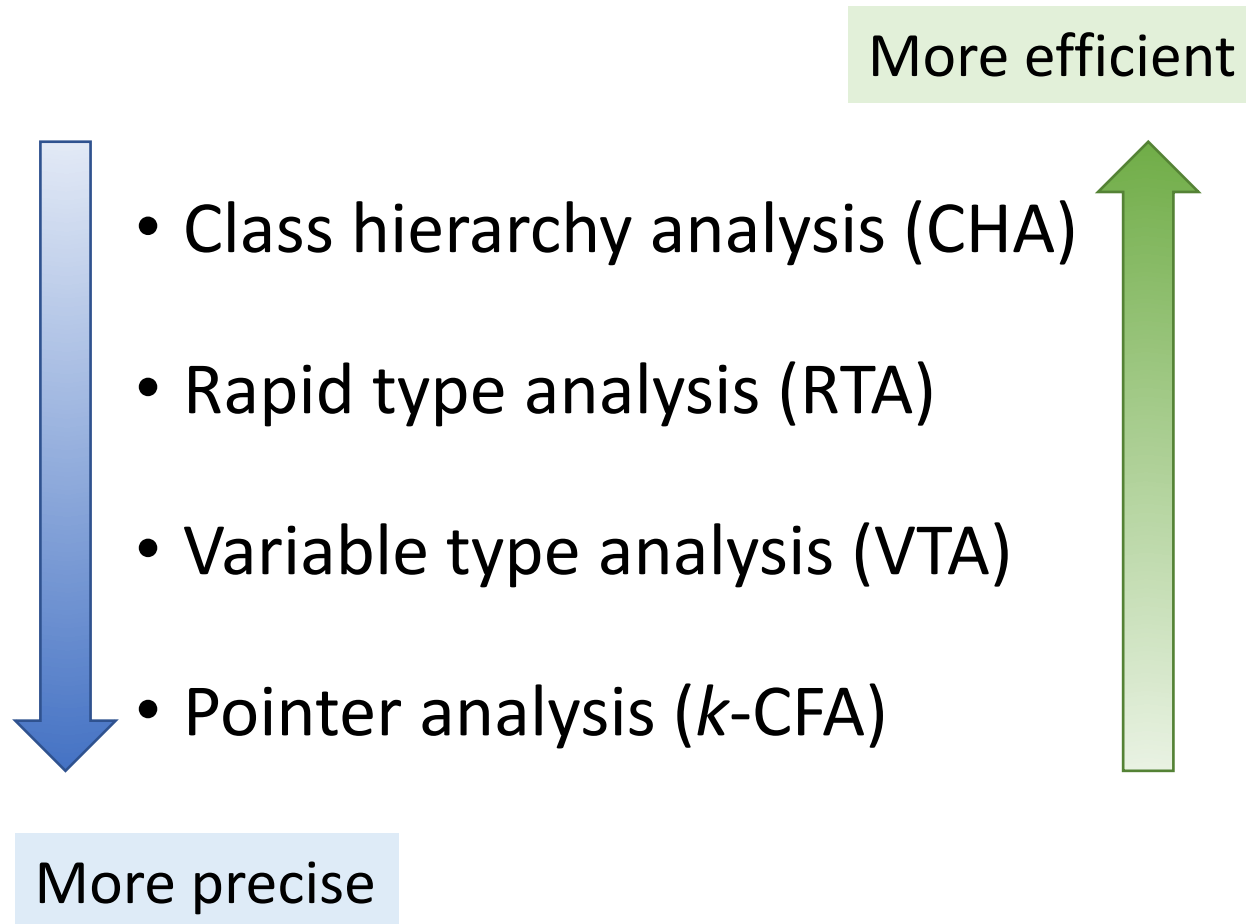 More efficient
• Class hierarchy analysis (CHA)
• Rapid type analysis (RTA)
• Variable type analysis (VTA)
• Pointer analysis (k-CFA)
More precise